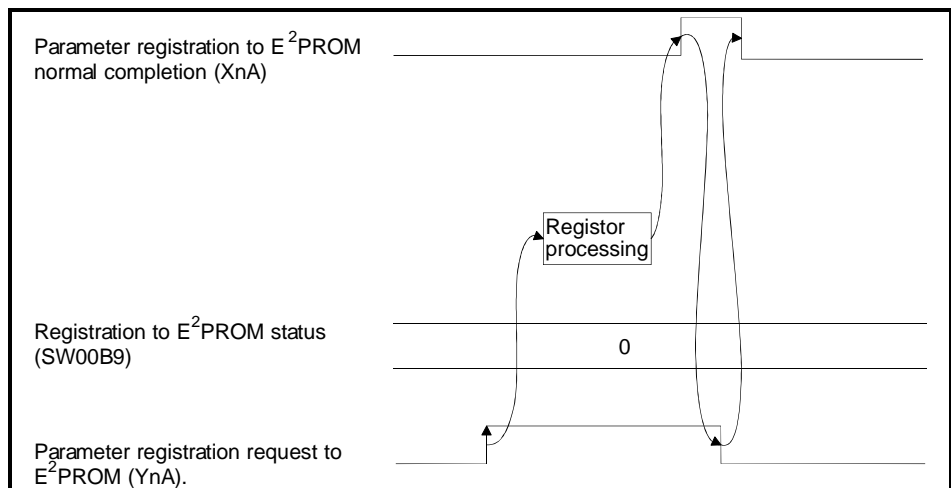 Parameter registration to E²PROM
normal completion (XnA)
Registor
processing
Registration to E²PROM status
(SW00B9)
0
Parameter registration request to
E²PROM (YnA).